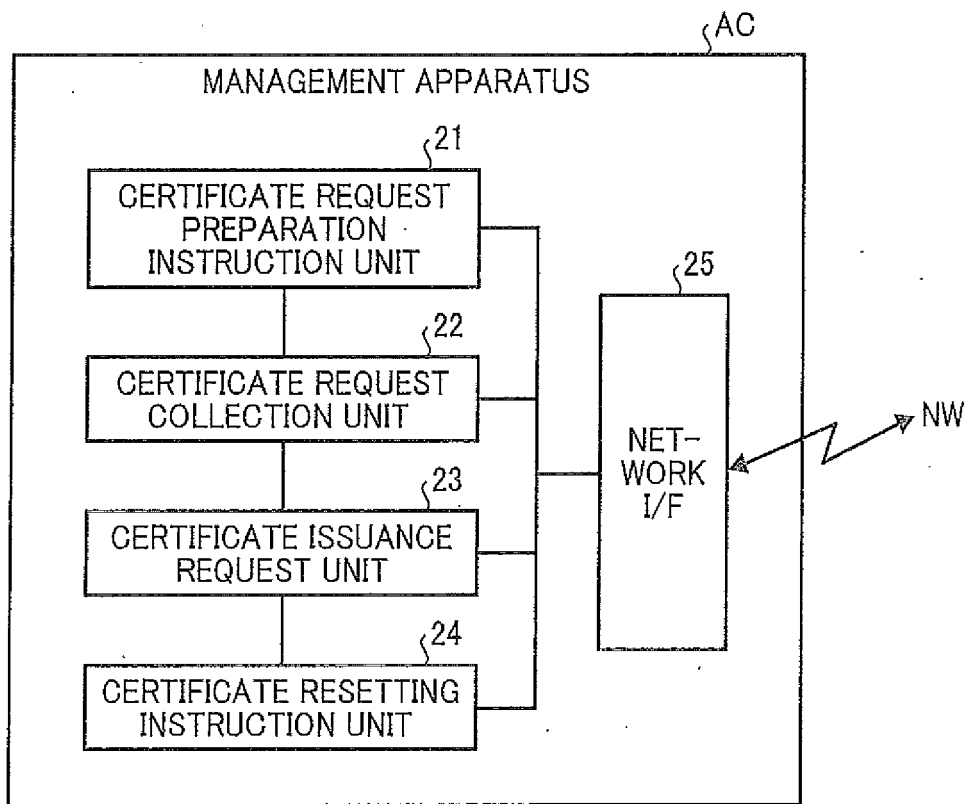 AC
MANAGEMENT APPARATUS
21
CERTIFICATE REQUEST
PREPARATION
INSTRUCTION UNIT
22
CERTIFICATE REQUEST
COLLECTION UNIT
23
CERTIFICATE ISSUANCE
REQUEST UNIT
24
CERTIFICATE RESETTING
INSTRUCTION UNIT
25
NET-
WORK
I/F
NW